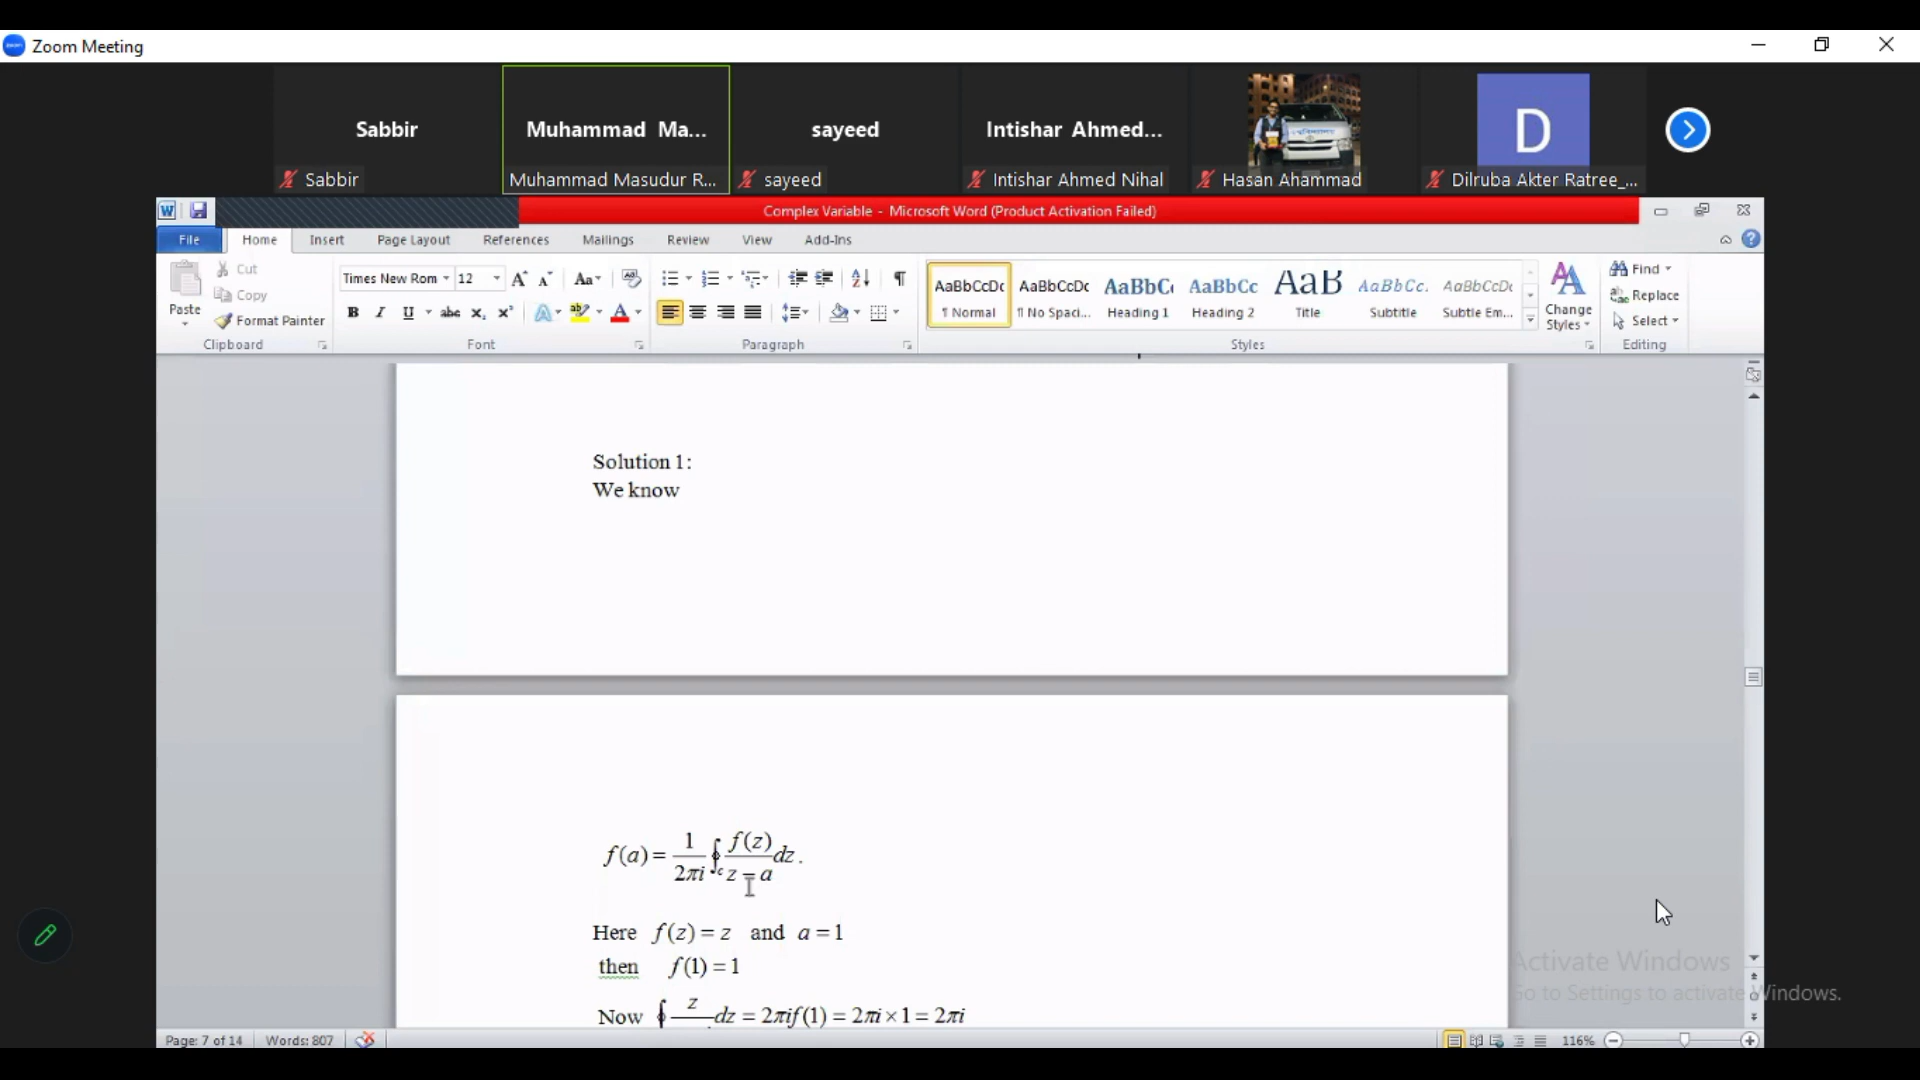 Zoom Meeting
Sabbir
Muhammad Ma...
sayeed
Intishar Ahmed...
D
Sabbir
Muhammad Masudur R...
sayeed
Intishar Ahmed Nihal
Hasan Ahammad
Dilruba Akter Ratree_...
Complex Variable - Microsoft Word (Product Activation Failed)
File Home Insert Page Layout References Mailings Review View Add-Ins
Paste
Cut
Copy
Format Painter
Clipboard
Times New Rom 12
Font
Paragraph
AaBbCcDc AaBbCcDc AaBbC AaBbCc AaB AaBbCc. AaBbCcDc
¶ Normal ¶ No Spaci... Heading 1 Heading 2 Title Subtitle Subtle Em...
Styles
Change Styles
Find
Replace
Select
Editing
Solution 1:
We know
f(a) = 1/2πi ∮c f(z)/z − a dz .
Here f(z) = z and a = 1
then f(1) = 1
Now ∮ z/ dz = 2πif(1) = 2πi × 1 = 2πi
Activate Windows
Go to Settings to activate Windows.
Page: 7 of 14 Words: 807 116%